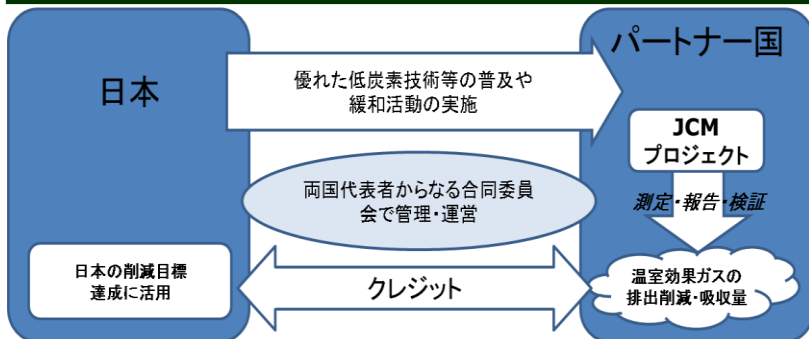 日本
優れた低炭素技術等の普及や
緩和活動の実施
パートナー国
JCM
プロジェクト
測定・報告・検証
両国代表者からなる合同委員
会で管理・運営
日本の削減目標
達成に活用
クレジット
温室効果ガスの
排出削減・吸収量